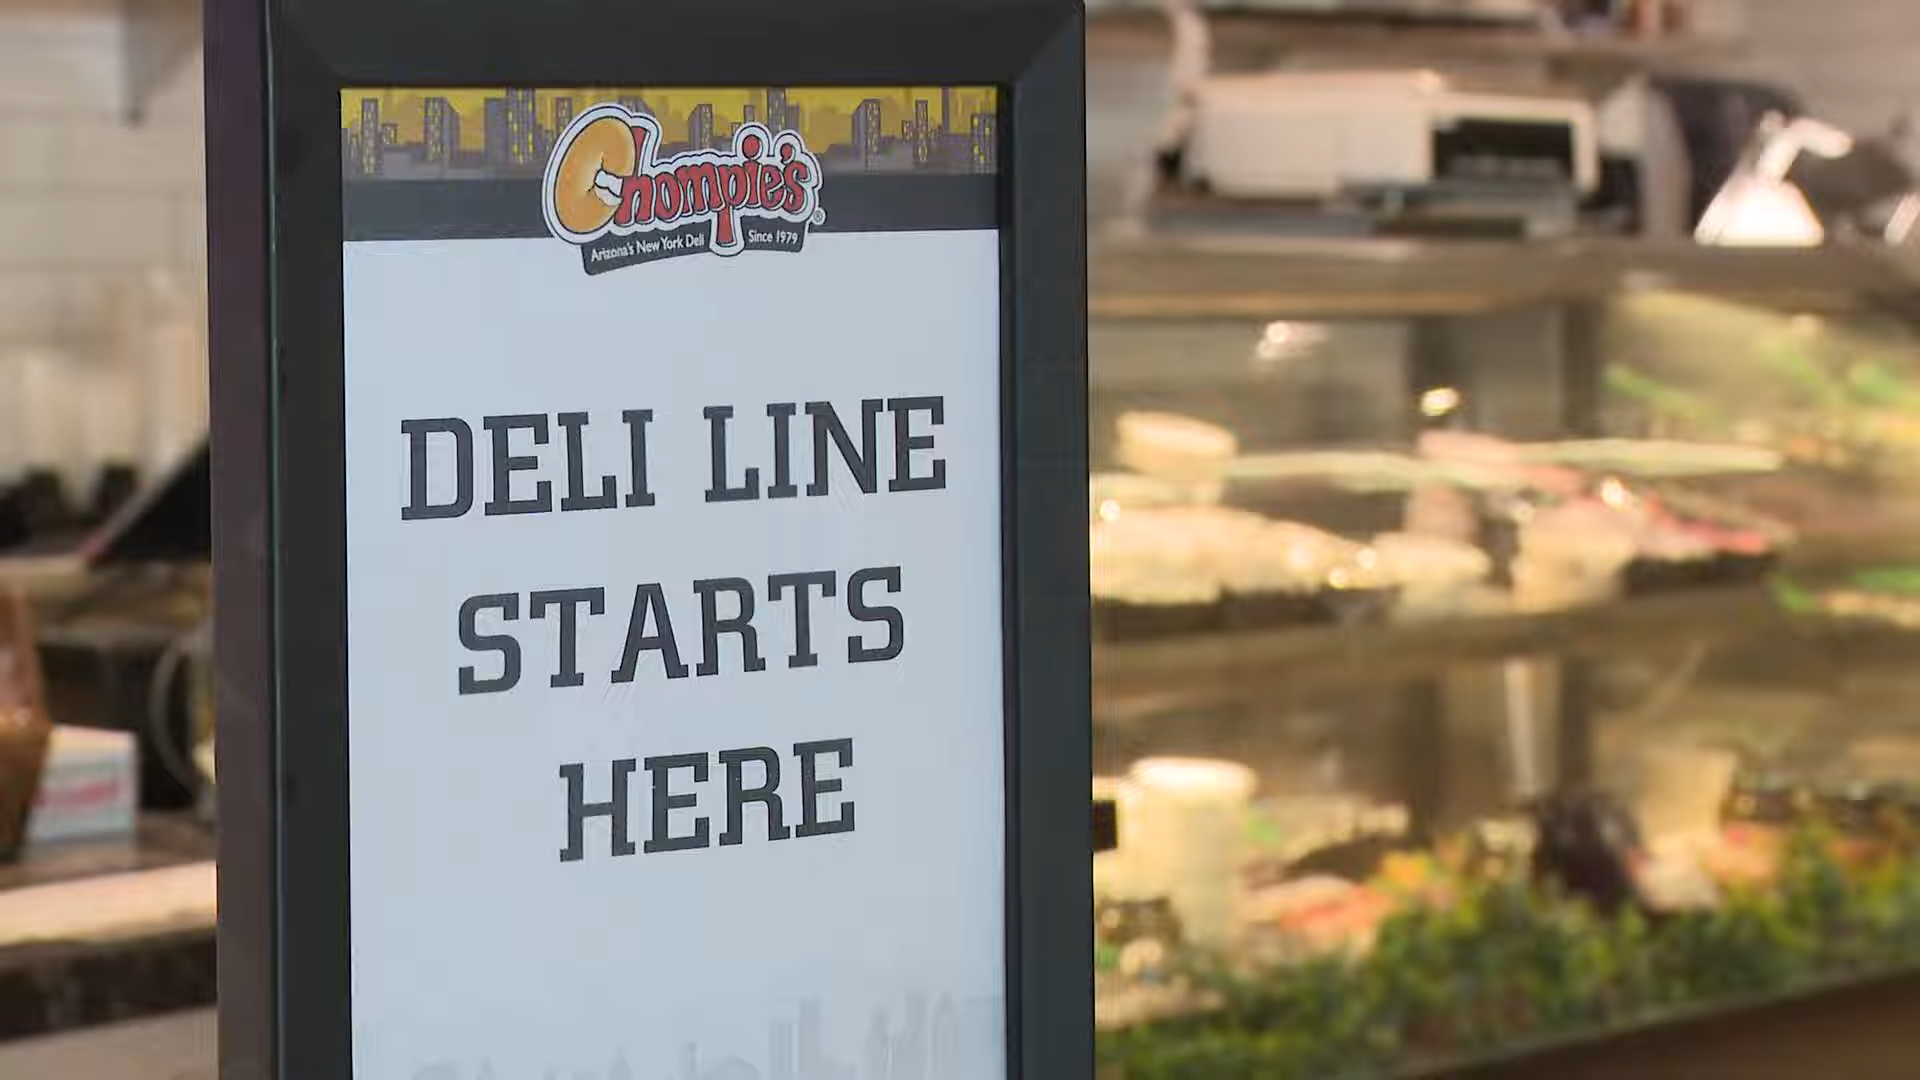 Chompie's®
Arizona's New York Deli Since 1979
DELI LINE
STARTS
HERE